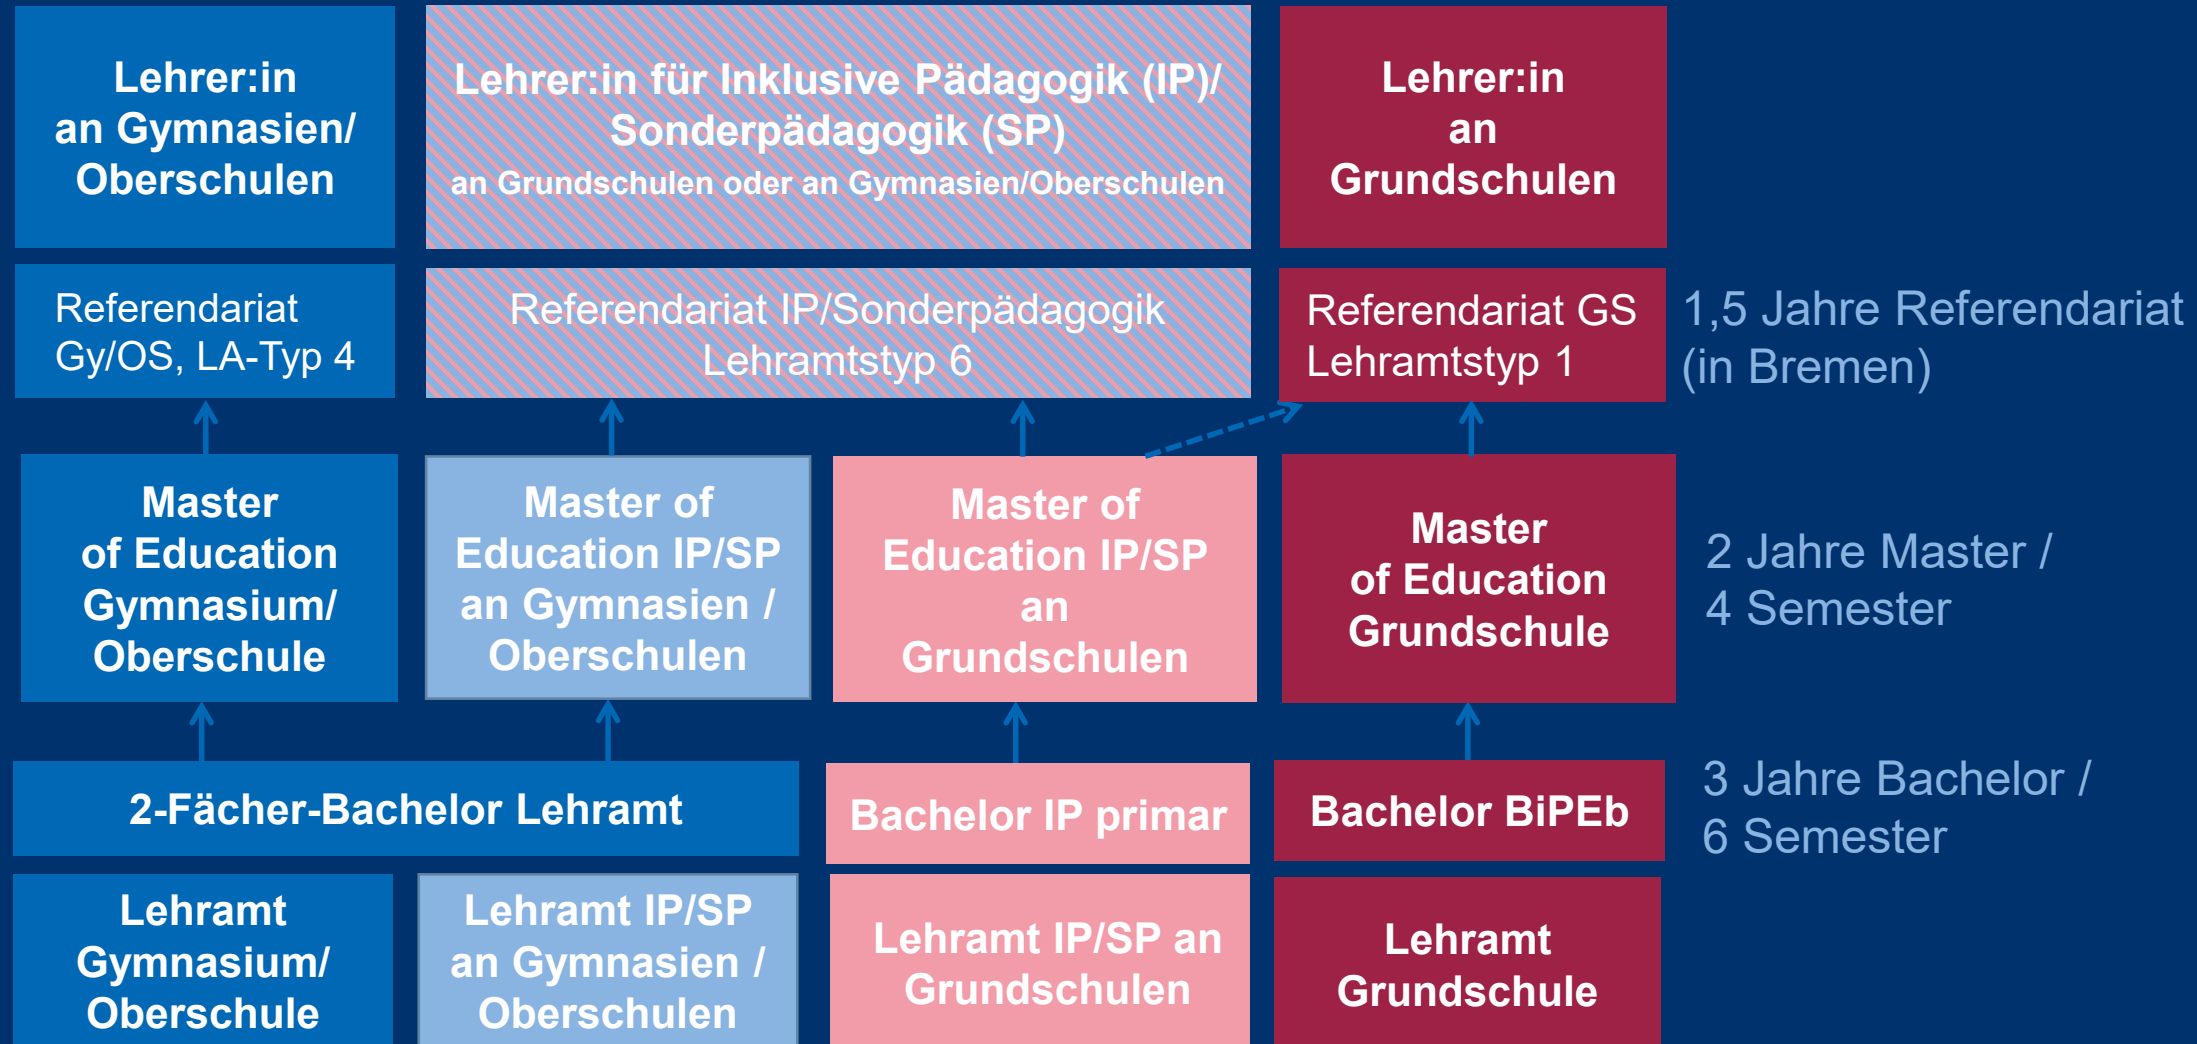 Lehrer:in
an Gymnasien/
Oberschulen
Lehrer:in für Inklusive Pädagogik (IP)/
Sonderpädagogik (SP)
an Grundschulen oder an Gymnasien/Oberschulen
Lehrer:in
an
Grundschulen
Referendariat
Gy/OS, LA-Typ 4
Referendariat IP/Sonderpädagogik
Lehramtstyp 6
Referendariat GS
Lehramtstyp 1
1,5 Jahre Referendariat
(in Bremen)
Master
of Education
Gymnasium/
Oberschule
Master of
Education IP/SP
an Gymnasien /
Oberschulen
Master of
Education IP/SP
an
Grundschulen
Master
of Education
Grundschule
2 Jahre Master /
4 Semester
2-Fächer-Bachelor Lehramt
Bachelor IP primar
Bachelor BiPEb
3 Jahre Bachelor /
6 Semester
Lehramt
Gymnasium/
Oberschule
Lehramt IP/SP
an Gymnasien /
Oberschulen
Lehramt IP/SP an
Grundschulen
Lehramt
Grundschule